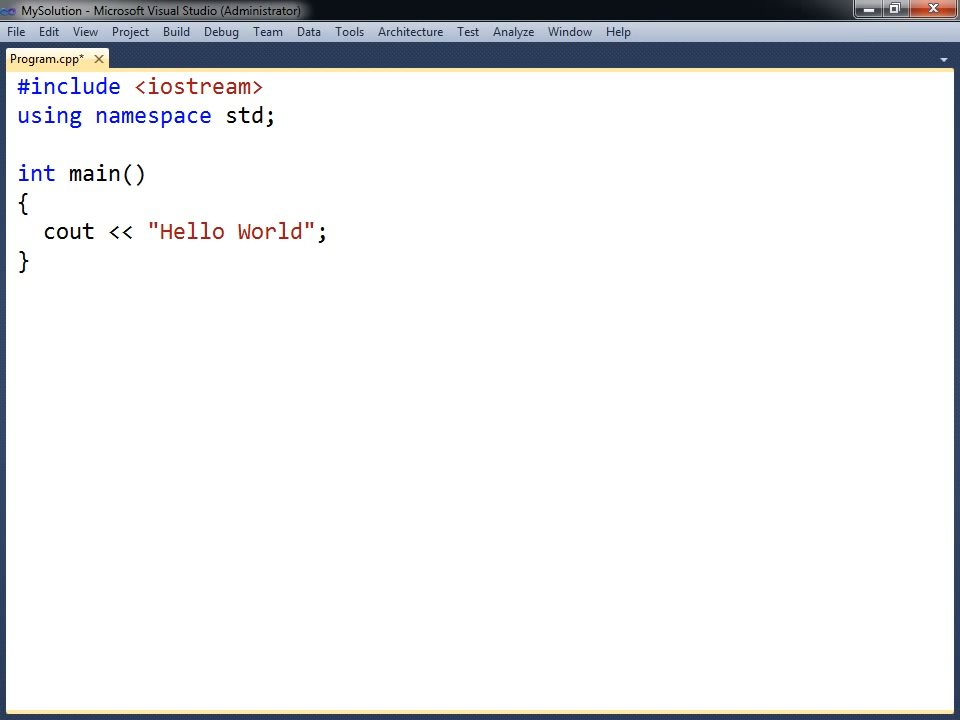 MySolution - Microsoft Visual Studio (Administrator)
File Edit View Project Build Debug Team Data Tools Architecture Test Analyze Window Help
Program.cpp*
#include <iostream>
using namespace std;
int main()
{
cout << "Hello World";
}